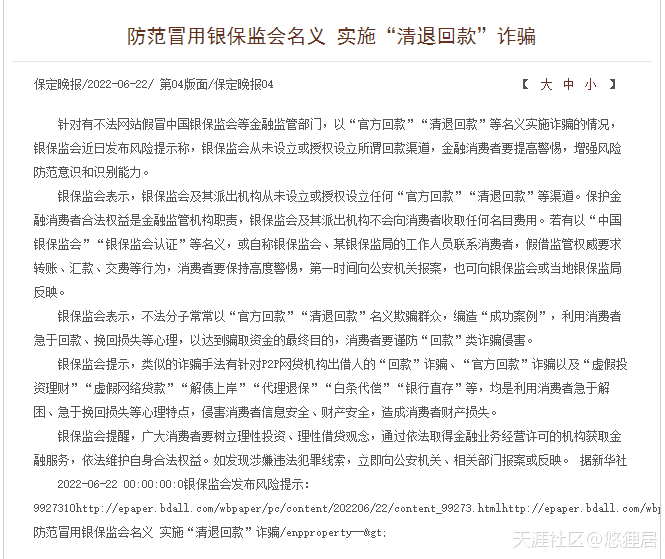 防范冒用银保监会名义 实施“清退回款”诈骗
保定晚报/2022-06-22/ 第04版面/保定晚报04
【 大 中 小 】
针对有不法网站假冒中国银保监会等金融监管部门，以“官方回款”“清退回款”等名义实施诈骗的情况，
银保监会近日发布风险提示称，银保监会从未设立或授权设立所谓回款渠道，金融消费者要提高警惕，增强风险
防范意识和识别能力。
银保监会表示，银保监会及其派出机构从未设立或授权设立任何“官方回款”“清退回款”等渠道。保护金
融消费者合法权益是金融监管机构职责，银保监会及其派出机构不会向消费者收取任何名目费用。若有以“中国
银保监会”“银保监会认证”等名义，或自称银保监会、某银保监局的工作人员联系消费者，假借监管权威要求
转账、汇款、交费等行为，消费者要保持高度警惕，第一时间向公安机关报案，也可向银保监会或当地银保监局
反映。
银保监会表示，不法分子常常以“官方回款”“清退回款”名义欺骗群众，编造“成功案例”，利用消费者
急于回款、挽回损失等心理，以达到骗取资金的最终目的，消费者要谨防“回款”类诈骗侵害。
银保监会提示，类似的诈骗手法有针对P2P网贷机构出借人的“回款”诈骗、“官方回款”诈骗以及“虚假投
资理财”“虚假网络贷款”“解债上岸”“代理退保”“白条代偿”“银行直存”等，均是利用消费者急于解
困、急于挽回损失等心理特点，侵害消费者信息安全、财产安全，造成消费者财产损失。
银保监会提醒，广大消费者要树立理性投资、理性借贷观念，通过依法取得金融业务经营许可的机构获取金
融服务，依法维护自身合法权益。如发现涉嫌违法犯罪线索，立即向公安机关、相关部门报案或反映。 据新华社
2022-06-22 00:00:00:0银保监会发布风险提示：
9927310http://epaper.bdall.com/wbpaper/pc/content/202206/22/content_99273.htmlhttp://epaper.bdall.com/wbp
防范冒用银保监会名义 实施“清退回款”诈骗/enpproperty--&gt;
天涯社区@悠狸居